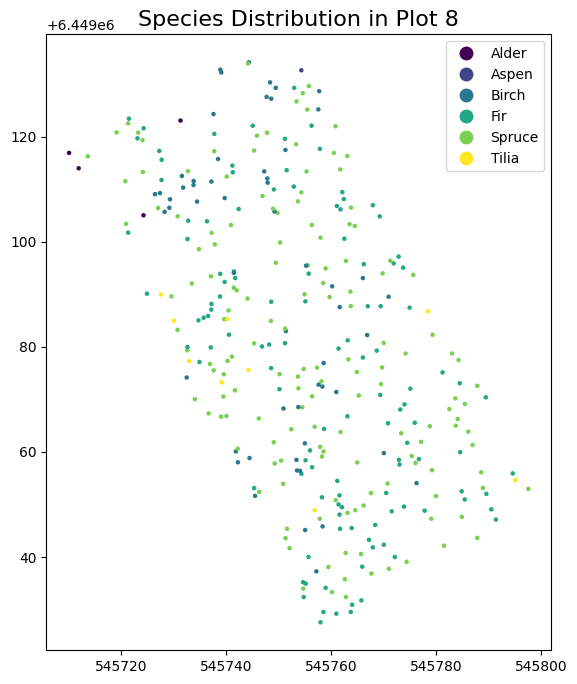 Species Distribution in Plot 8
+6.449e6
Alder
Aspen
Birch
Fir
Spruce
Tilia
120
100
80
60
40
545720 545740 545760 545780 545800